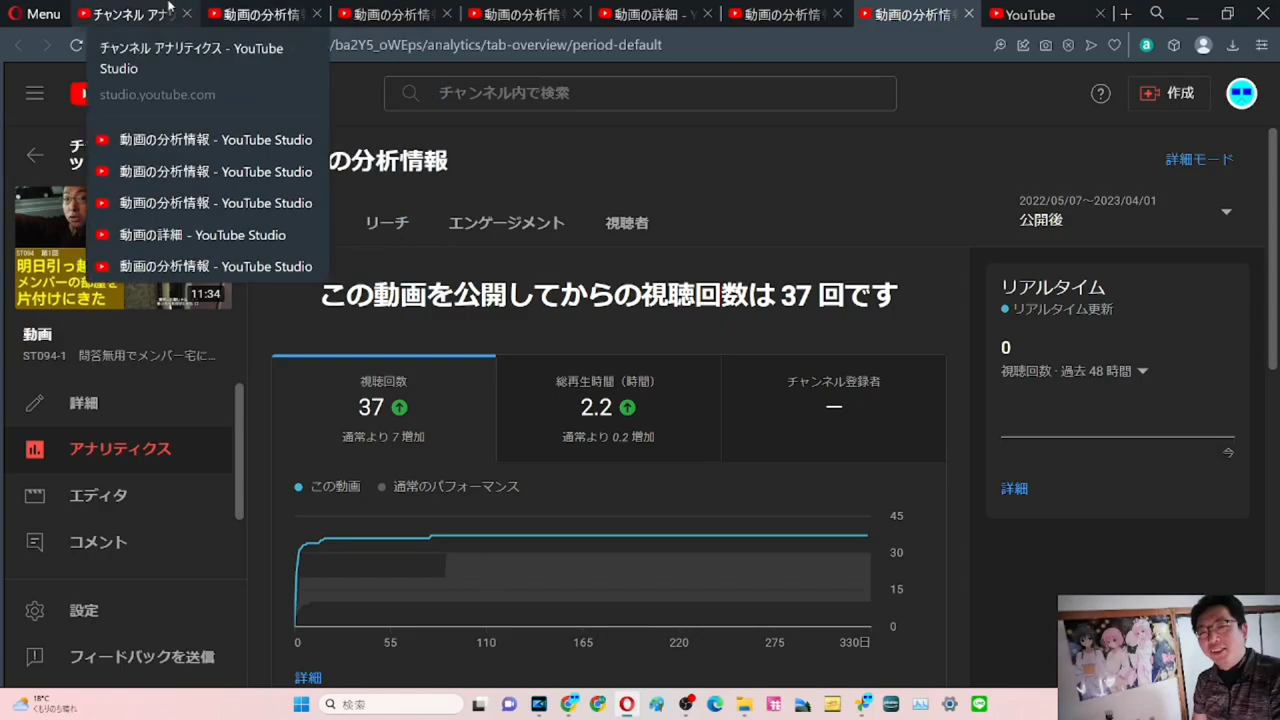 Menu
チャンネル アナ
動画の分析情
動画の分析情
動画の分析情
動画の詳細 - Y
動画の分析情
動画の分析情
YouTube
/ba2Y5_oWEps/analytics/tab-overview/period-default
チャンネル アナリティクス - YouTube
Studio
studio.youtube.com
動画の分析情報 - YouTube Studio
動画の分析情報 - YouTube Studio
動画の分析情報 - YouTube Studio
動画の詳細 - YouTube Studio
動画の分析情報 - YouTube Studio
チャンネル内で検索
作成
の分析情報
詳細モード
リーチ
エンゲージメント
視聴者
2022/05/07～2023/04/01
公開後
ST094 第1回
明日引っ越
メンバーの部屋を
片付けにきた
11:34
動画
ST094-1 問答無用でメンバー宅に...
詳細
アナリティクス
エディタ
コメント
設定
フィードバックを送信
この動画を公開してからの視聴回数は 37 回です
視聴回数
37
通常より 7 増加
総再生時間（時間）
2.2
通常より 0.2 増加
チャンネル登録者
—
この動画
通常のパフォーマンス
45
30
15
0
0
55
110
165
220
275
330日
詳細
リアルタイム
リアルタイム更新
0
視聴回数 · 過去 48 時間
今
詳細
18°C
くもりのち晴れ
検索